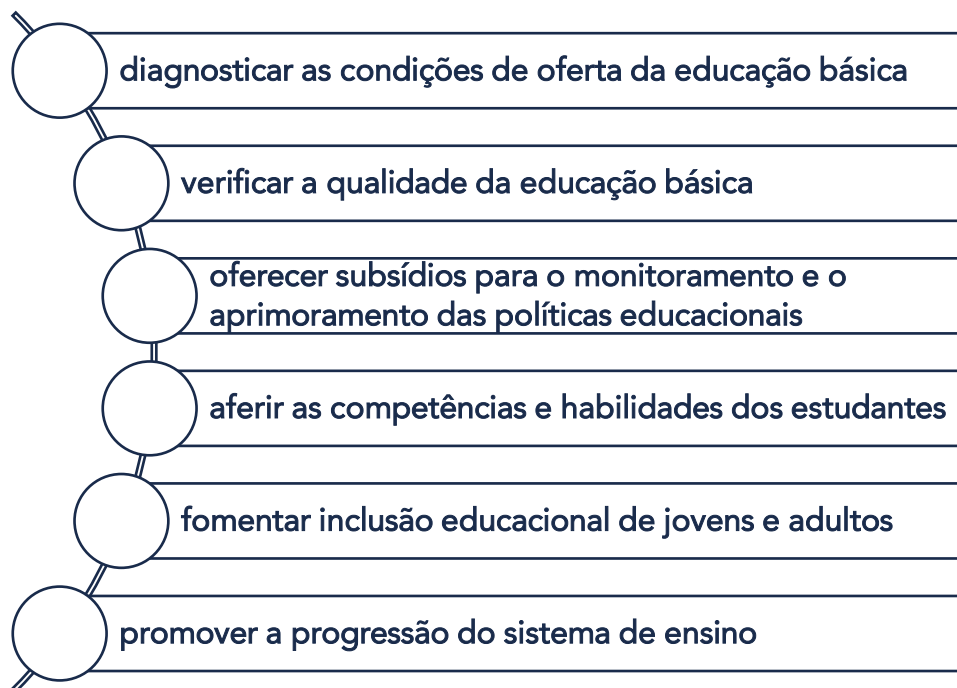 diagnosticar as condições de oferta da educação básica
verificar a qualidade da educação básica
oferecer subsídios para o monitoramento e o
aprimoramento das políticas educacionais
aferir as competências e habilidades dos estudantes
fomentar inclusão educacional de jovens e adultos
promover a progressão do sistema de ensino